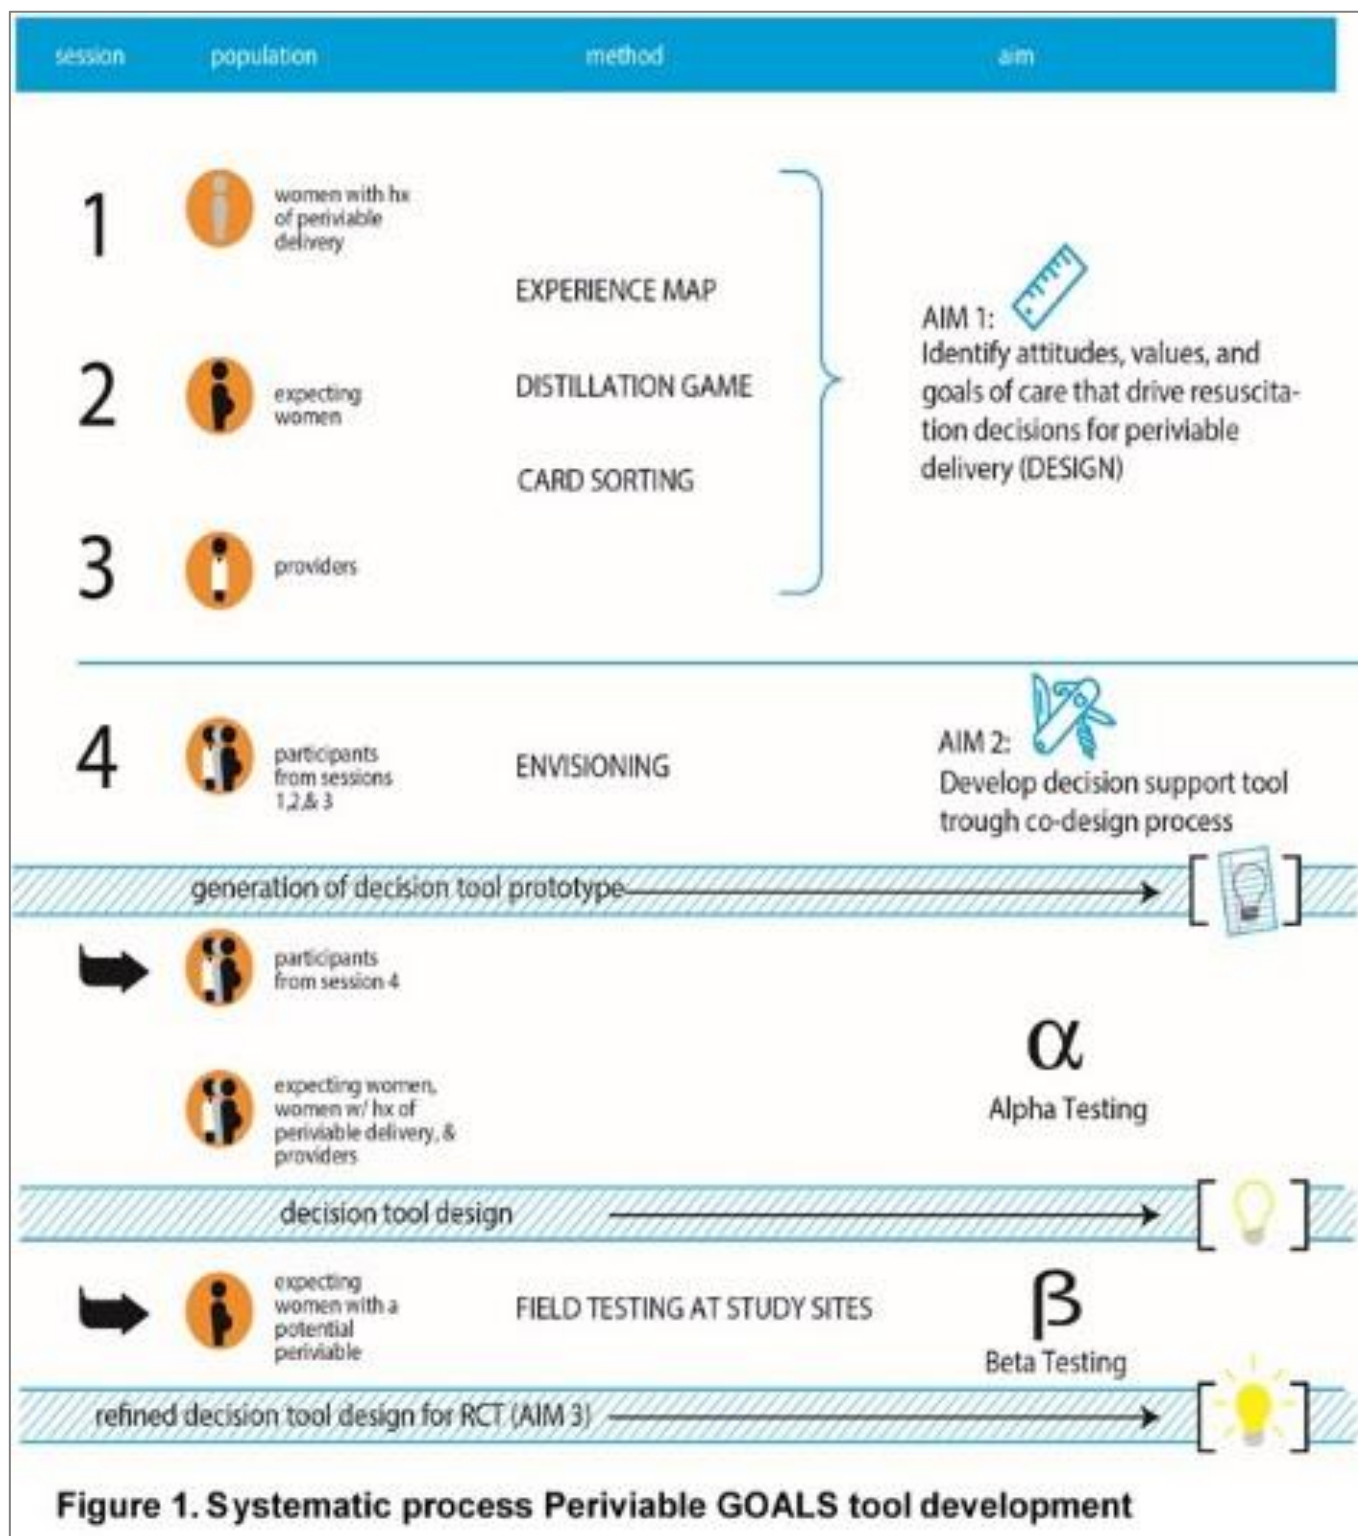 session population method aim
1
women with hx
of periviable
delivery
EXPERIENCE MAP
AIM 1:
Identify attitudes, values, and
goals of care that drive resuscita-
tion decisions for periviable
delivery (DESIGN)
2
expecting
women
DISTILLATION GAME
CARD SORTING
3
providers
4
participants
from sessions
1,2,& 3
ENVISIONING
AIM 2:
Develop decision support tool
trough co-design process
generation of decision tool prototype
participants
from session 4
α
Alpha Testing
expecting women,
women w/ hx of
periviable delivery, &
providers
decision tool design
expecting
women with a
potential
periviable
FIELD TESTING AT STUDY SITES
β
Beta Testing
refined decision tool design for RCT (AIM 3)
Figure 1. Systematic process Periviable GOALS tool development